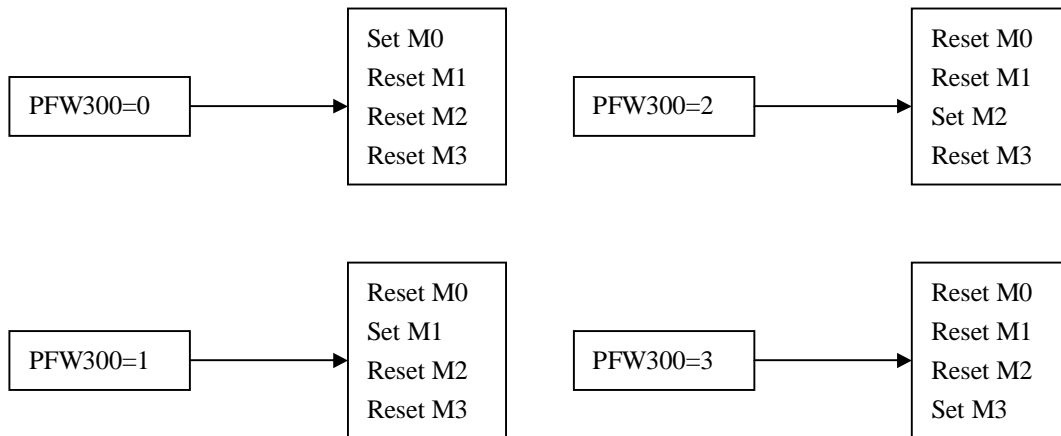 PFW300=0
Set M0
Reset M1
Reset M2
Reset M3
PFW300=2
Reset M0
Reset M1
Set M2
Reset M3
PFW300=1
Reset M0
Set M1
Reset M2
Reset M3
PFW300=3
Reset M0
Reset M1
Reset M2
Set M3